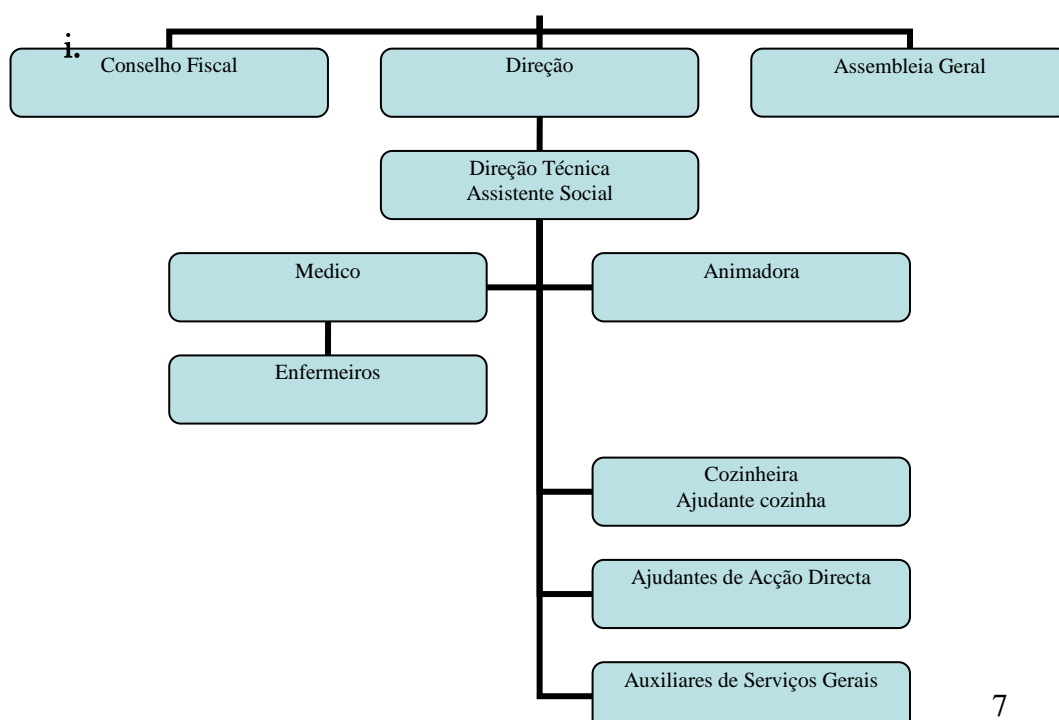 i.
Conselho Fiscal
Direção
Assembleia Geral
Direção Técnica
Assistente Social
Medico
Animadora
Enfermeiros
Cozinheira
Ajudante cozinha
Ajudantes de Acção Directa
Auxiliares de Serviços Gerais
7